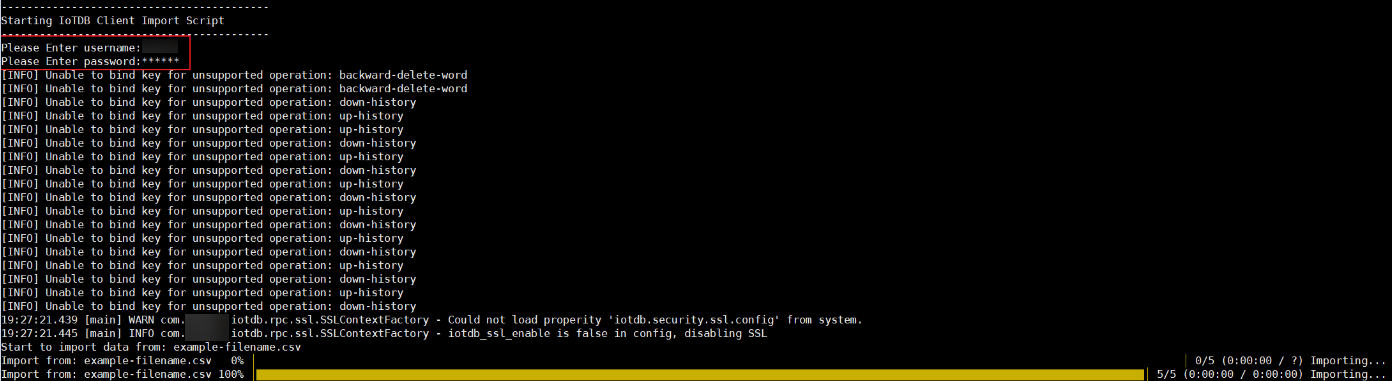 -----------------------------------------
Starting IoTDB Client Import Script
-----------------------------------------
Please Enter username:
Please Enter password:******
[INFO] Unable to bind key for unsupported operation: backward-delete-word
[INFO] Unable to bind key for unsupported operation: backward-delete-word
[INFO] Unable to bind key for unsupported operation: down-history
[INFO] Unable to bind key for unsupported operation: up-history
[INFO] Unable to bind key for unsupported operation: up-history
[INFO] Unable to bind key for unsupported operation: down-history
[INFO] Unable to bind key for unsupported operation: up-history
[INFO] Unable to bind key for unsupported operation: down-history
[INFO] Unable to bind key for unsupported operation: up-history
[INFO] Unable to bind key for unsupported operation: down-history
[INFO] Unable to bind key for unsupported operation: up-history
[INFO] Unable to bind key for unsupported operation: down-history
[INFO] Unable to bind key for unsupported operation: up-history
[INFO] Unable to bind key for unsupported operation: down-history
[INFO] Unable to bind key for unsupported operation: up-history
[INFO] Unable to bind key for unsupported operation: down-history
[INFO] Unable to bind key for unsupported operation: up-history
[INFO] Unable to bind key for unsupported operation: down-history
19:27:21.439 [main] WARN com. iotdb.rpc.ssl.SSLContextFactory - Could not load properity 'iotdb.security.ssl.config' from system.
19:27:21.445 [main] INFO com. iotdb.rpc.ssl.SSLContextFactory - iotdb_ssl_enable is false in config, disabling SSL
Start to import data from: example-filename.csv
Import from: example-filename.csv   0% │ │ 0/5 (0:00:00 / ?) Importing...
Import from: example-filename.csv 100% │ │ 5/5 (0:00:00 / 0:00:00) Importing...